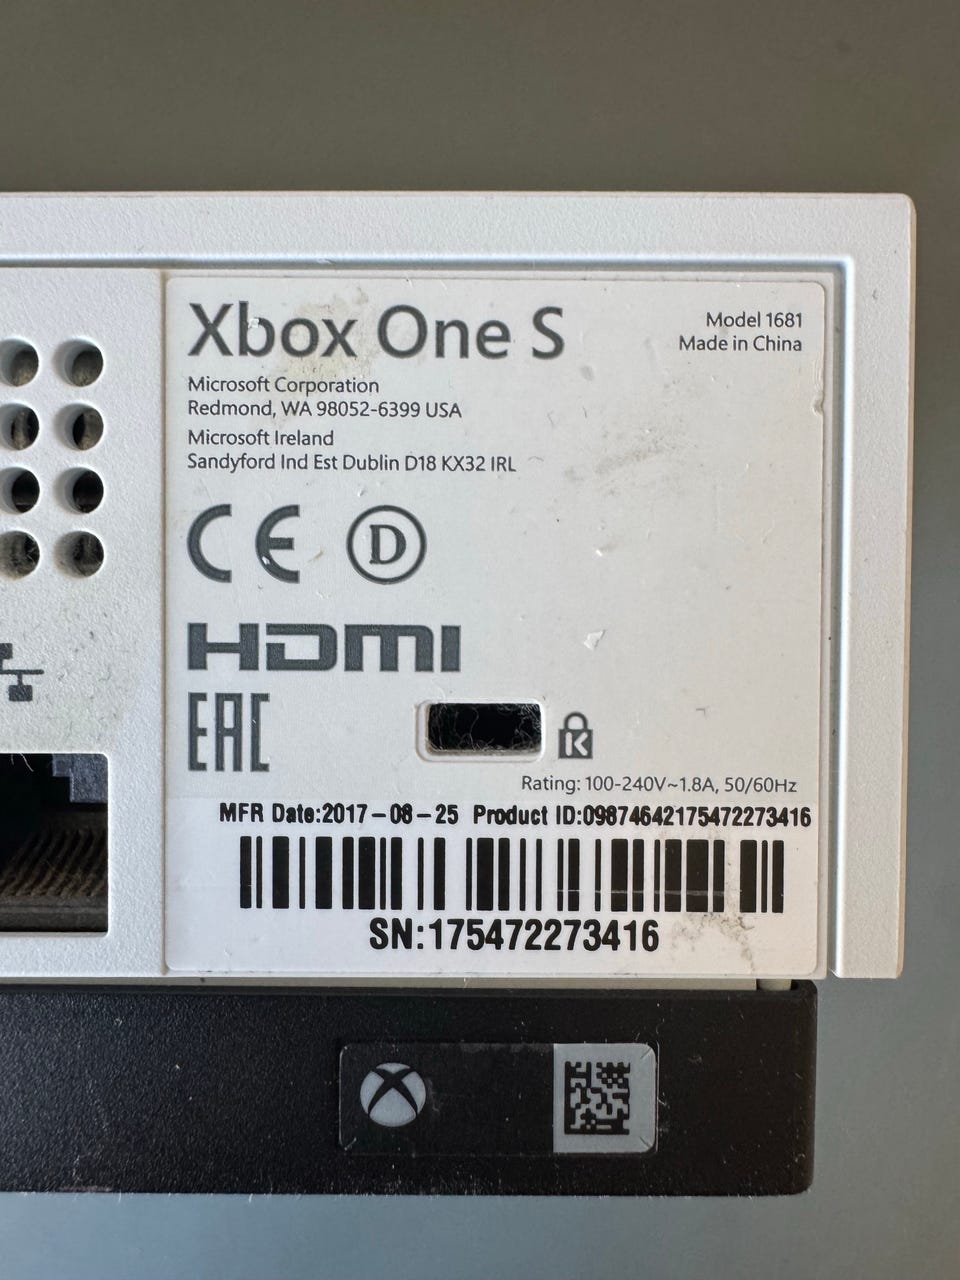 Xbox One S
Model 1681
Made in China
Microsoft Corporation
Redmond, WA 98052-6399 USA
Microsoft Ireland
Sandyford Ind Est Dublin D18 KX32 IRL
CE D
HDMI
EAC
K
Rating: 100-240V~1.8A, 50/60Hz
MFR Date:2017-08-25 Product ID:09874642175472273416
SN:175472273416